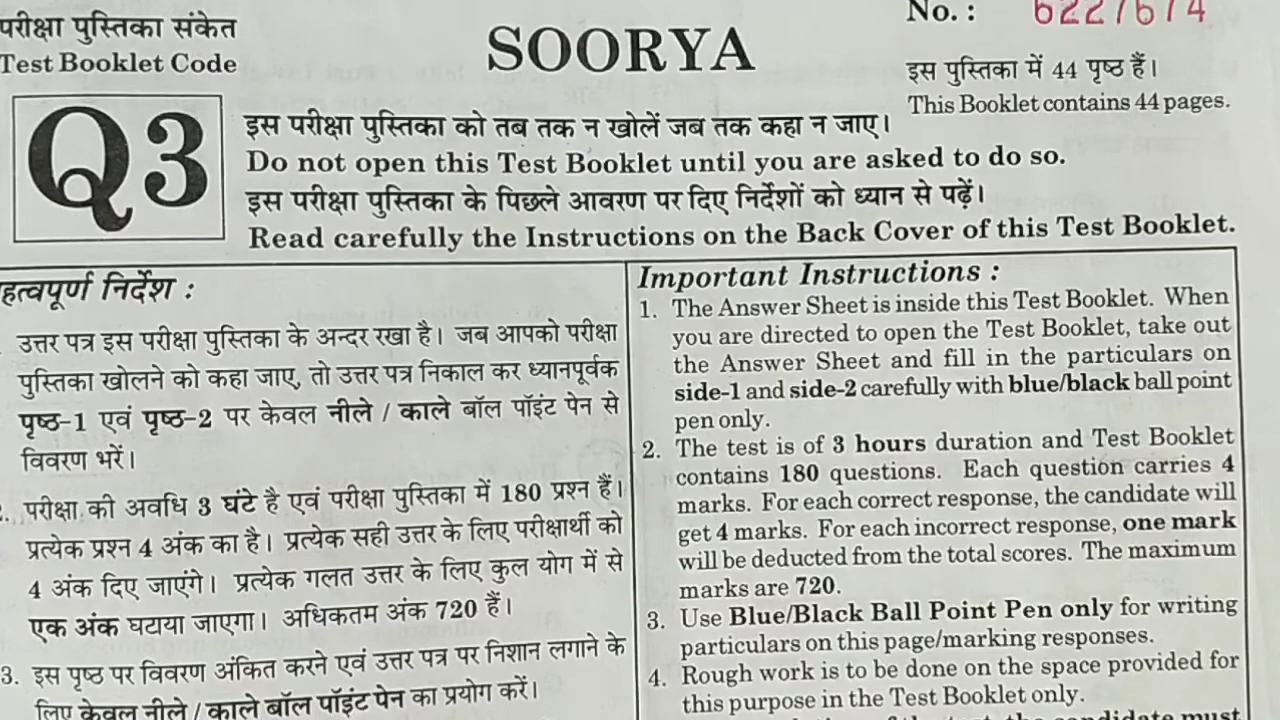 परीक्षा पुस्तिका संकेत
Test Booklet Code
Q3
SOORYA
No. : 6227674
इस पुस्तिका में 44 पृष्ठ हैं।
This Booklet contains 44 pages.
इस परीक्षा पुस्तिका को तब तक न खोलें जब तक कहा न जाए।
Do not open this Test Booklet until you are asked to do so.
इस परीक्षा पुस्तिका के पिछले आवरण पर दिए निर्देशों को ध्यान से पढ़ें।
Read carefully the Instructions on the Back Cover of this Test Booklet.
हत्वपूर्ण निर्देश :
उत्तर पत्र इस परीक्षा पुस्तिका के अन्दर रखा है। जब आपको परीक्षा
पुस्तिका खोलने को कहा जाए, तो उत्तर पत्र निकाल कर ध्यानपूर्वक
पृष्ठ-1 एवं पृष्ठ-2 पर केवल नीले / काले बॉल पॉइंट पेन से
विवरण भरें।
परीक्षा की अवधि 3 घंटे है एवं परीक्षा पुस्तिका में 180 प्रश्न हैं।
प्रत्येक प्रश्न 4 अंक का है। प्रत्येक सही उत्तर के लिए परीक्षार्थी को
4 अंक दिए जाएंगे। प्रत्येक गलत उत्तर के लिए कुल योग में से
एक अंक घटाया जाएगा। अधिकतम अंक 720 हैं।
3. इस पृष्ठ पर विवरण अंकित करने एवं उत्तर पत्र पर निशान लगाने के
लिए केवल नीले / काले बॉल पॉइंट पेन का प्रयोग करें।
Important Instructions :
1. The Answer Sheet is inside this Test Booklet. When
you are directed to open the Test Booklet, take out
the Answer Sheet and fill in the particulars on
side-1 and side-2 carefully with blue/black ball point
pen only.
2. The test is of 3 hours duration and Test Booklet
contains 180 questions. Each question carries 4
marks. For each correct response, the candidate will
get 4 marks. For each incorrect response, one mark
will be deducted from the total scores. The maximum
marks are 720.
3. Use Blue/Black Ball Point Pen only for writing
particulars on this page/marking responses.
4. Rough work is to be done on the space provided for
this purpose in the Test Booklet only.
the candidate must